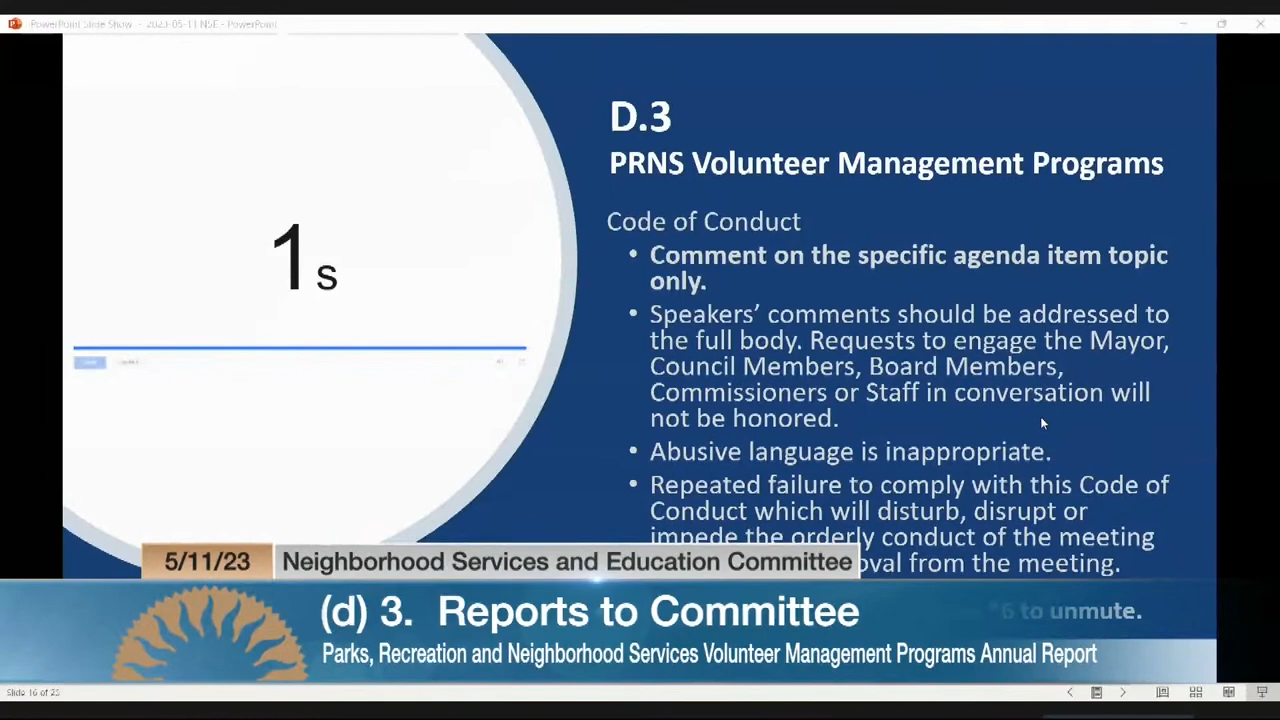 PowerPoint Slide Show - 2023-05-11 NSE - PowerPoint
D.3
PRNS Volunteer Management Programs
Code of Conduct
• Comment on the specific agenda item topic
only.
• Speakers’ comments should be addressed to
the full body. Requests to engage the Mayor,
Council Members, Board Members,
Commissioners or Staff in conversation will
not be honored.
• Abusive language is inappropriate.
• Repeated failure to comply with this Code of
Conduct which will disturb, disrupt or
impede the orderly conduct of the meeting
oval from the meeting.
*6 to unmute.
1 s
5/11/23
Neighborhood Services and Education Committee
(d) 3. Reports to Committee
Parks, Recreation and Neighborhood Services Volunteer Management Programs Annual Report